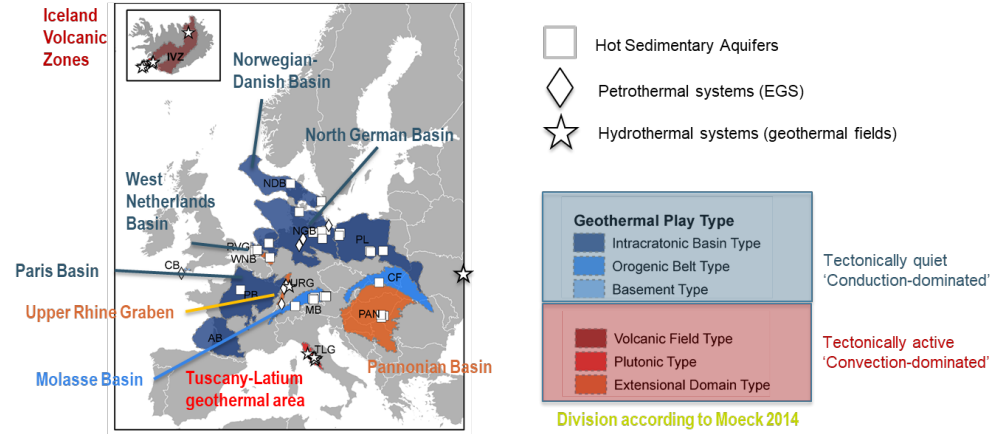 Iceland
Volcanic
Zones
IVZ
Norwegian-
Danish Basin
North German Basin
West
Netherlands
Basin
NDB
NGB
PL
RVG
WNB
CB
Paris Basin
PB
URG
CF
Upper Rhine Graben
MB
PAN
AB
TLG
Molasse Basin
Tuscany-Latium
geothermal area
Pannonian Basin
Hot Sedimentary Aquifers
Petrothermal systems (EGS)
Hydrothermal systems (geothermal fields)
Geothermal Play Type
Intracratonic Basin Type
Orogenic Belt Type
Basement Type
Tectonically quiet
‘Conduction-dominated’
Volcanic Field Type
Plutonic Type
Extensional Domain Type
Tectonically active
‘Convection-dominated’
Division according to Moeck 2014